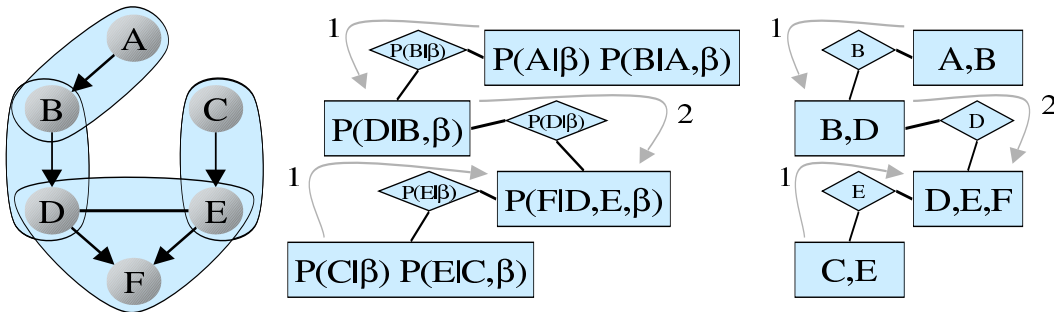 A
B
C
D
E
F
1
P(B|β)
P(A|β) P(B|A,β)
P(D|B,β)
P(D|β)
2
1
P(E|β)
P(F|D,E,β)
P(C|β) P(E|C,β)
1
B
A,B
B,D
D
2
1
E
D,E,F
C,E